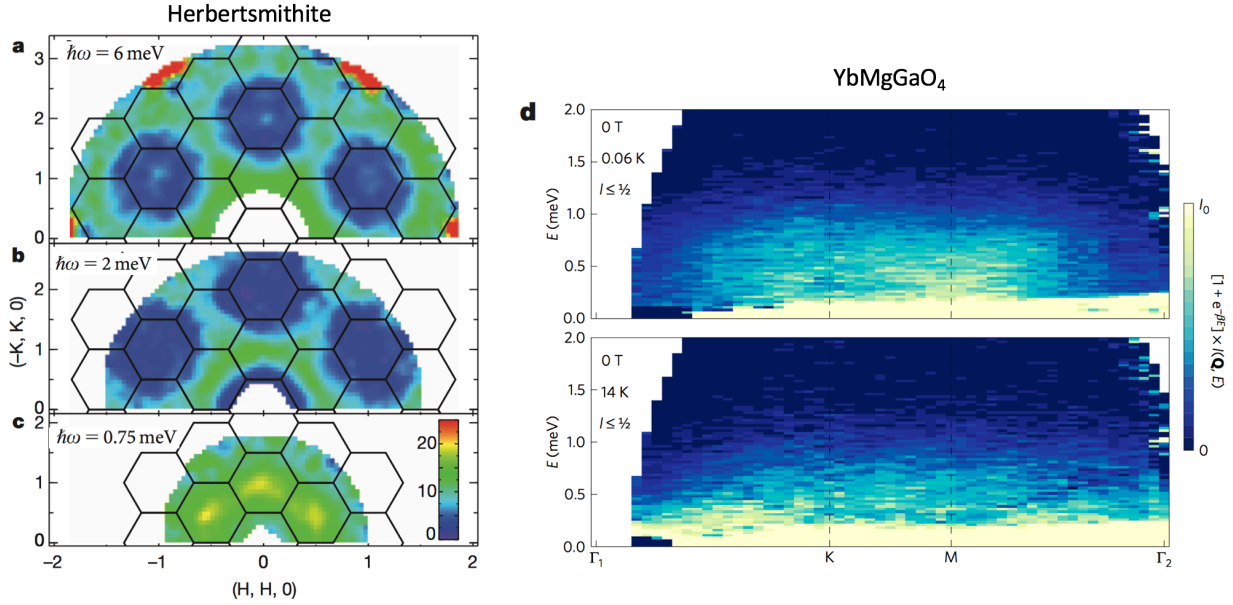 Herbertsmithite
a
ħω = 6 meV
3
2
1
0
b
ħω = 2 meV
2
1
0
(–K, K, 0)
c
ħω = 0.75 meV
2
1
0
20
10
0
−2
−1
0
1
2
(H, H, 0)
YbMgGaO₄
d
2.0
1.5
1.0
0.5
0.0
E (meV)
0 T
0.06 K
l ≤ ½
2.0
1.5
1.0
0.5
0.0
E (meV)
0 T
14 K
l ≤ ½
Γ₁
K
M
Γ₂
I₀
0
[1 + e^−βE] × I(Q, E)